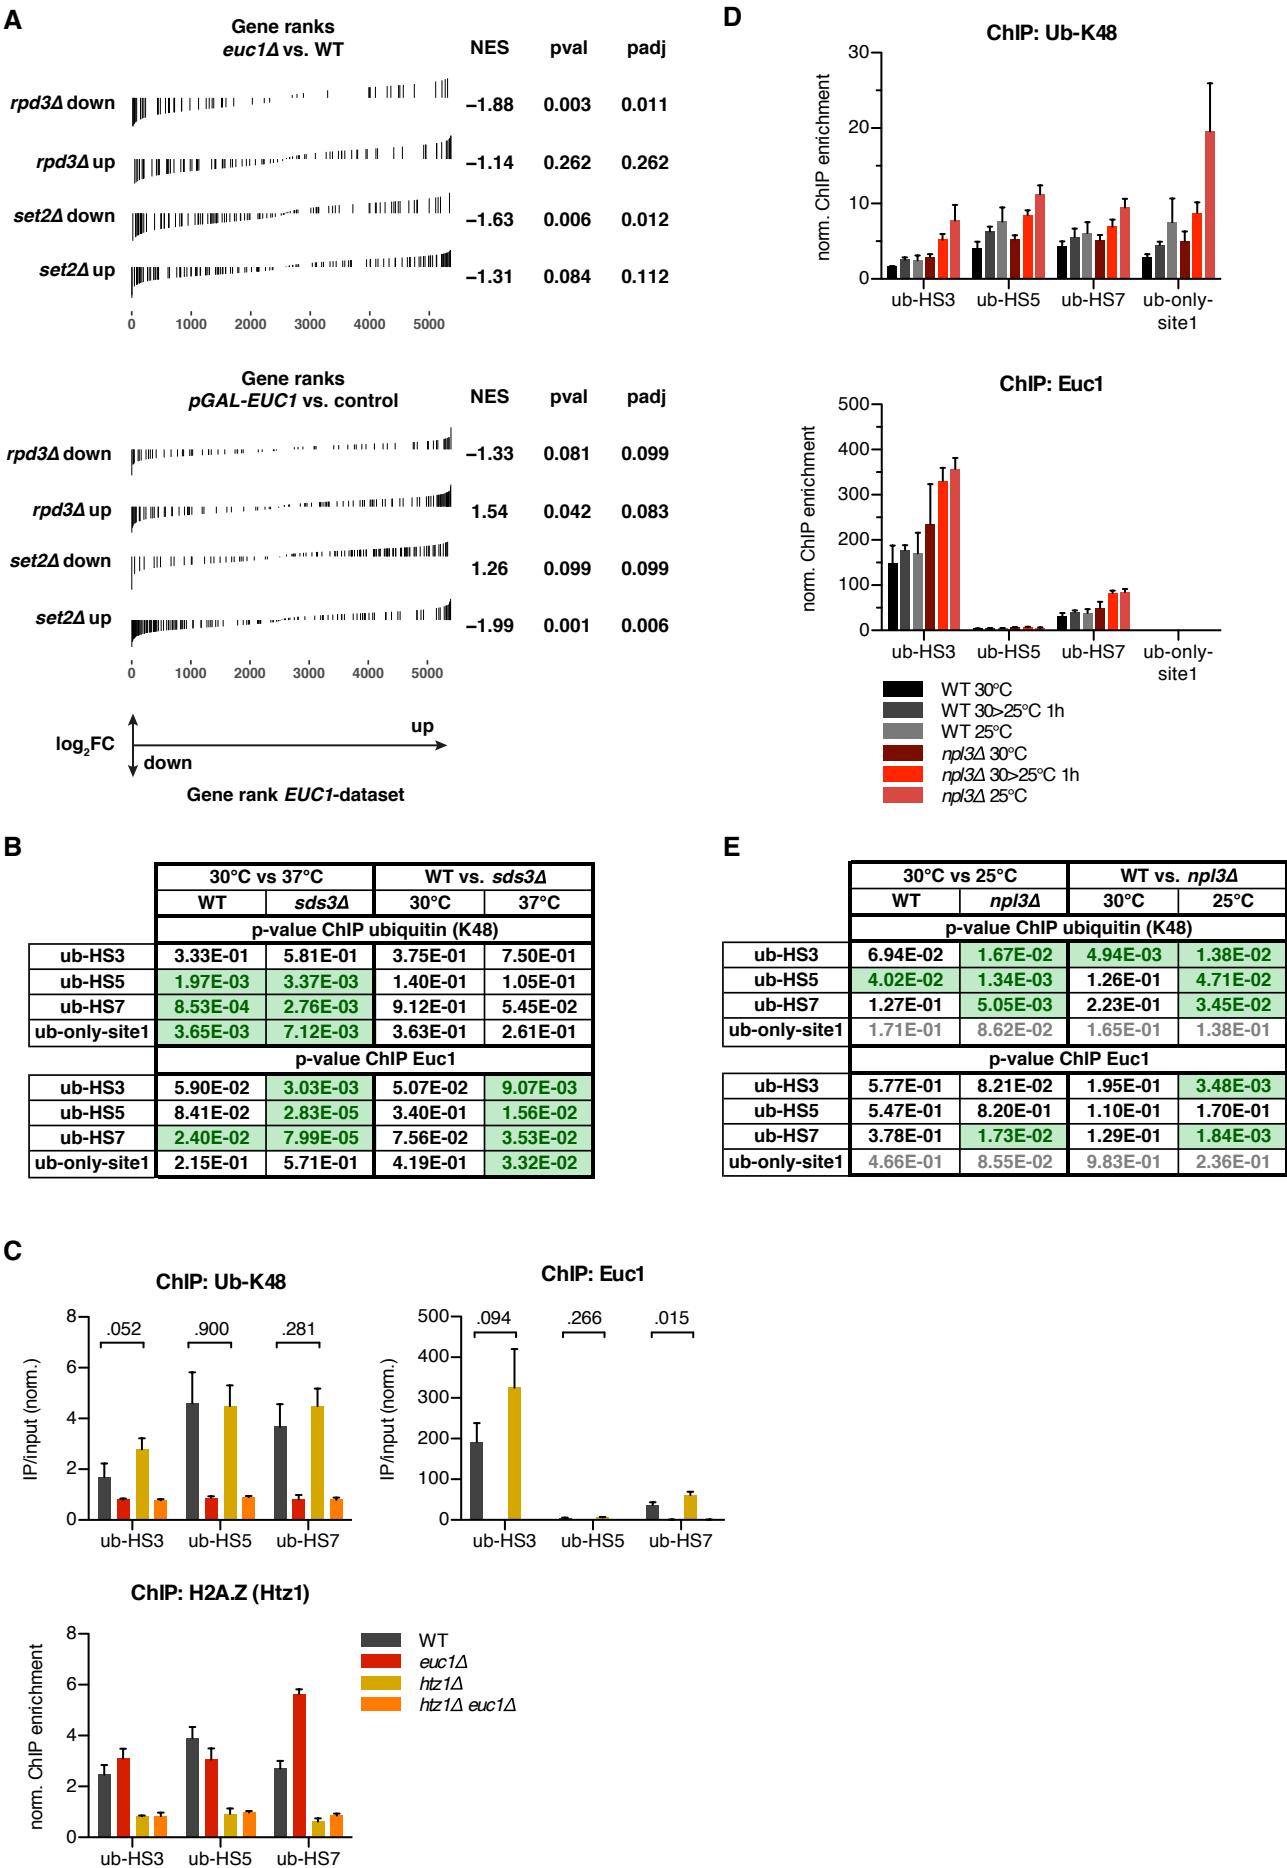 A
Gene ranks
euc1Δ vs. WT
NES pval padj
rpd3Δ down −1.88 0.003 0.011
rpd3Δ up −1.14 0.262 0.262
set2Δ down −1.63 0.006 0.012
set2Δ up −1.31 0.084 0.112
0 1000 2000 3000 4000 5000
Gene ranks
pGAL-EUC1 vs. control
NES pval padj
rpd3Δ down −1.33 0.081 0.099
rpd3Δ up 1.54 0.042 0.083
set2Δ down 1.26 0.099 0.099
set2Δ up −1.99 0.001 0.006
0 1000 2000 3000 4000 5000
log2FC
up
down
Gene rank EUC1-dataset
B
30°C vs 37°C WT vs. sds3Δ
WT sds3Δ 30°C 37°C
p-value ChIP ubiquitin (K48)
ub-HS3 3.33E-01 5.81E-01 3.75E-01 7.50E-01
ub-HS5 1.97E-03 3.37E-03 1.40E-01 1.05E-01
ub-HS7 8.53E-04 2.76E-03 9.12E-01 5.45E-02
ub-only-site1 3.65E-03 7.12E-03 3.63E-01 2.61E-01
p-value ChIP Euc1
ub-HS3 5.90E-02 3.03E-03 5.07E-02 9.07E-03
ub-HS5 8.41E-02 2.83E-05 3.40E-01 1.56E-02
ub-HS7 2.40E-02 7.99E-05 7.56E-02 3.53E-02
ub-only-site1 2.15E-01 5.71E-01 4.19E-01 3.32E-02
C
ChIP: Ub-K48
IP/input (norm.)
8
6
4
2
0
.052 .900 .281
ub-HS3 ub-HS5 ub-HS7
ChIP: Euc1
IP/input (norm.)
500
400
300
200
100
0
.094 .266 .015
ub-HS3 ub-HS5 ub-HS7
ChIP: H2A.Z (Htz1)
norm. ChIP enrichment
8
6
4
2
0
ub-HS3 ub-HS5 ub-HS7
WT
euc1Δ
htz1Δ
htz1Δ euc1Δ
D
ChIP: Ub-K48
norm. ChIP enrichment
30
20
10
0
ub-HS3 ub-HS5 ub-HS7 ub-only-
site1
ChIP: Euc1
norm. ChIP enrichment
500
400
300
200
100
0
ub-HS3 ub-HS5 ub-HS7 ub-only-
site1
WT 30°C
WT 30>25°C 1h
WT 25°C
npl3Δ 30°C
npl3Δ 30>25°C 1h
npl3Δ 25°C
E
30°C vs 25°C WT vs. npl3Δ
WT npl3Δ 30°C 25°C
p-value ChIP ubiquitin (K48)
ub-HS3 6.94E-02 1.67E-02 4.94E-03 1.38E-02
ub-HS5 4.02E-02 1.34E-03 1.26E-01 4.71E-02
ub-HS7 1.27E-01 5.05E-03 2.23E-01 3.45E-02
ub-only-site1 1.71E-01 8.62E-02 1.65E-01 1.38E-01
p-value ChIP Euc1
ub-HS3 5.77E-01 8.21E-02 1.95E-01 3.48E-03
ub-HS5 5.47E-01 8.20E-01 1.10E-01 1.70E-01
ub-HS7 3.78E-01 1.73E-02 1.29E-01 1.84E-03
ub-only-site1 4.66E-01 8.55E-02 9.83E-01 2.36E-01